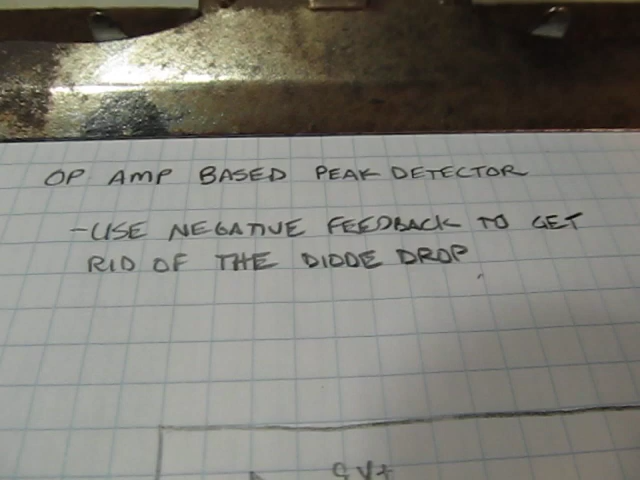 OP AMP BASED PEAK DETECTOR
-USE NEGATIVE FEEDBACK TO GET
RID OF THE DIODE DROP